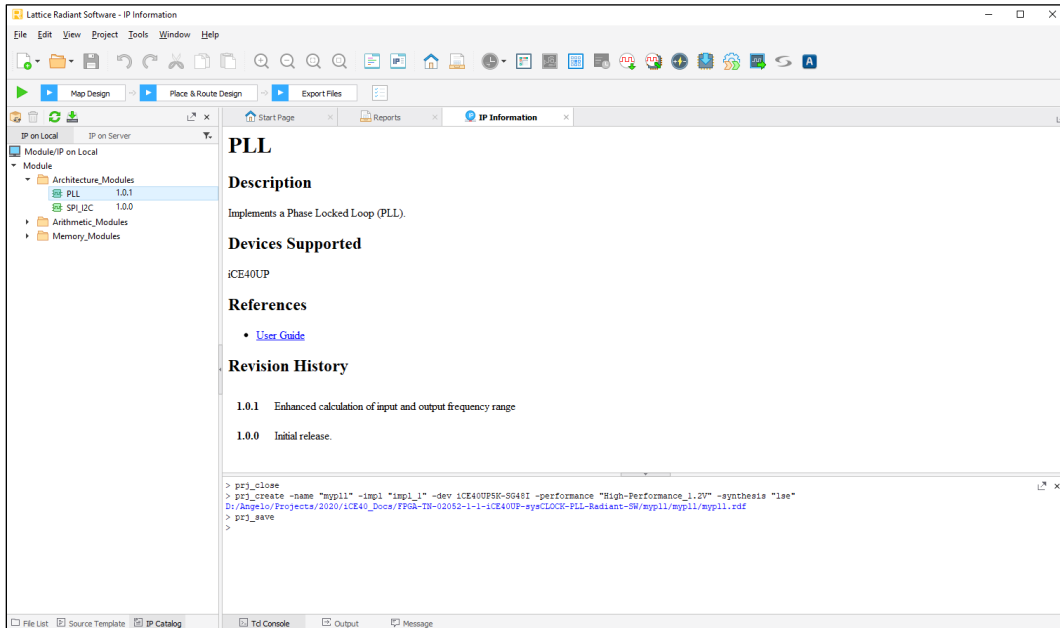 Lattice Radiant Software - IP Information
File Edit View Project Tools Window Help
IP
A
Map Design Place & Route Design Export Files
Start Page Reports IP Information
IP on Local IP on Server
Module/IP on Local
Module
Architecture_Modules
PLL 1.0.1
SPI_I2C 1.0.0
Arithmetic_Modules
Memory_Modules
PLL
Description
Implements a Phase Locked Loop (PLL).
Devices Supported
iCE40UP
References
User Guide
Revision History
1.0.1 Enhanced calculation of input and output frequency range
1.0.0 Initial release.
> prj_close
> prj_create -name "mypll" -impl "impl_1" -dev iCE40UP5K-SG48I -performance "High-Performance_1.2V" -synthesis "lse"
D:/Angelo/Projects/2020/iCE40_Docs/FPGA-TN-02052-1-1-iCE40UP-sysCLOCK-PLL-Radiant-SW/mypll/mypll/mypll.rdf
> prj_save
>
File List Source Template IP Catalog
Tcl Console Output Message